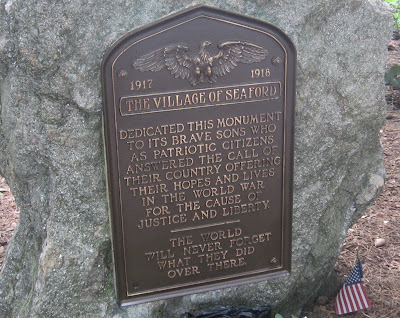 1917 1918
THE VILLAGE OF SEAFORD
DEDICATED THIS MONUMENT
TO ITS BRAVE SONS WHO
AS PATRIOTIC CITIZENS
ANSWERED THE CALL OF
THEIR COUNTRY OFFERING
THEIR HOPES AND LIVES
IN THE WORLD WAR
FOR THE CAUSE OF
JUSTICE AND LIBERTY.
THE WORLD
WILL NEVER FORGET
WHAT THEY DID
OVER THERE.